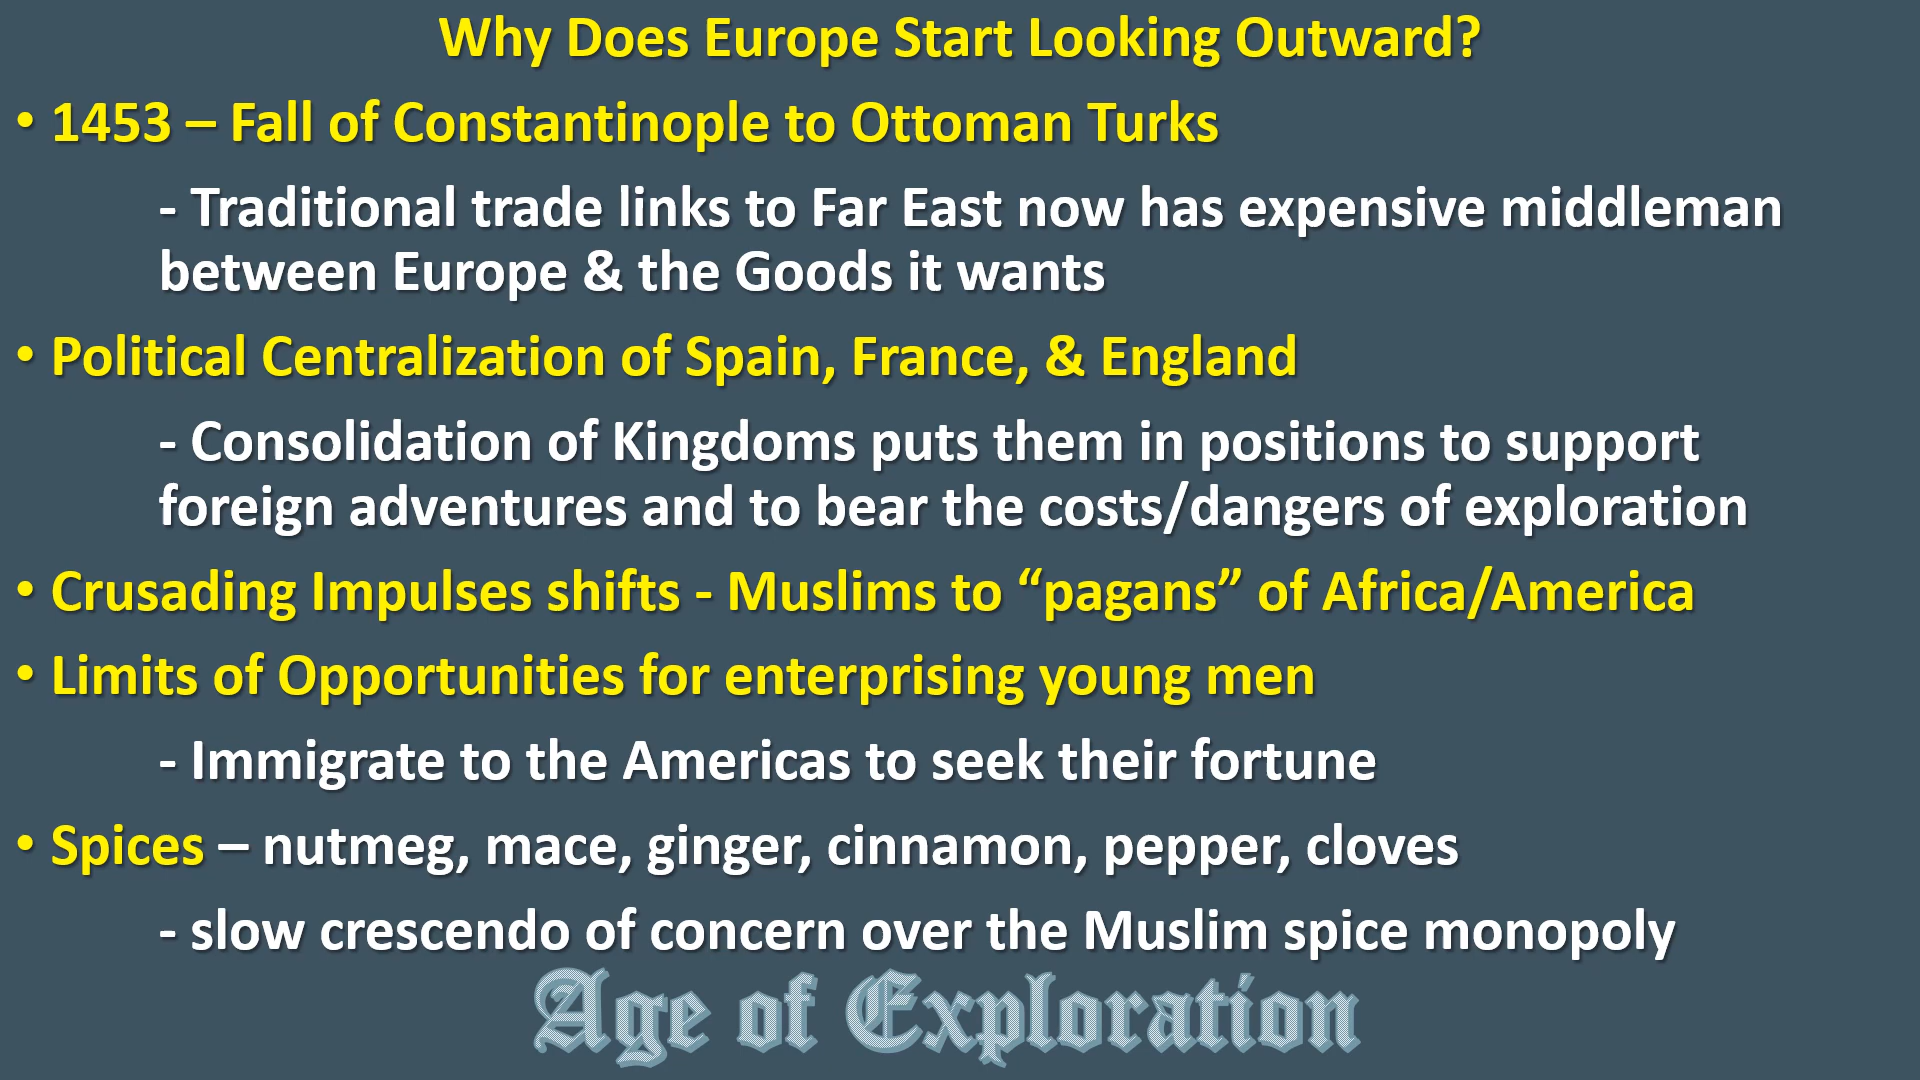 Why Does Europe Start Looking Outward?
• 1453 – Fall of Constantinople to Ottoman Turks
- Traditional trade links to Far East now has expensive middleman
between Europe & the Goods it wants
• Political Centralization of Spain, France, & England
- Consolidation of Kingdoms puts them in positions to support
foreign adventures and to bear the costs/dangers of exploration
• Crusading Impulses shifts - Muslims to “pagans” of Africa/America
• Limits of Opportunities for enterprising young men
- Immigrate to the Americas to seek their fortune
• Spices – nutmeg, mace, ginger, cinnamon, pepper, cloves
- slow crescendo of concern over the Muslim spice monopoly
Age of Exploration